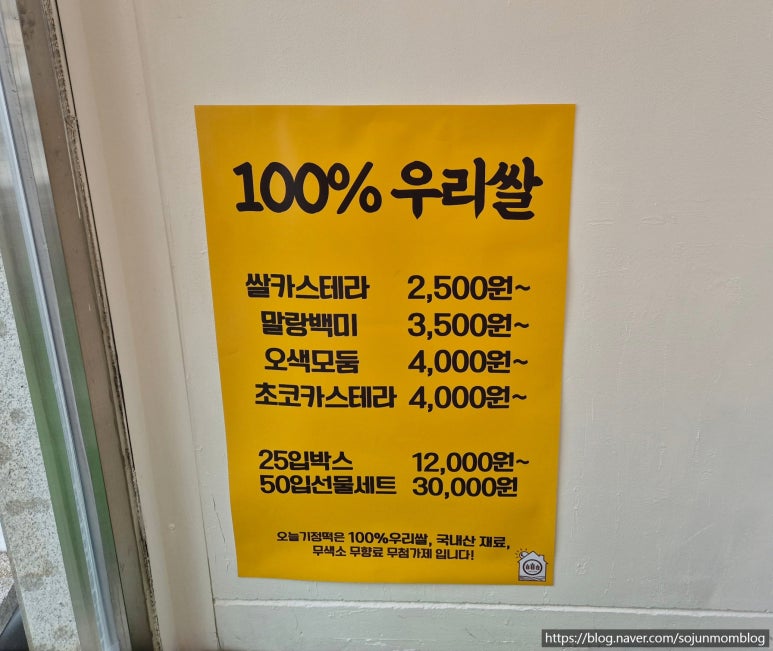 100% 우리쌀
쌀카스테라 2,500원~
말랑백미 3,500원~
오색모둠 4,000원~
초코카스테라 4,000원~
25입박스 12,000원~
50입선물세트 30,000원
오늘기정떡은 100%우리쌀, 국내산 재료,
무색소 무향료 무첨가제 입니다!
https://blog.naver.com/sojunmomblog